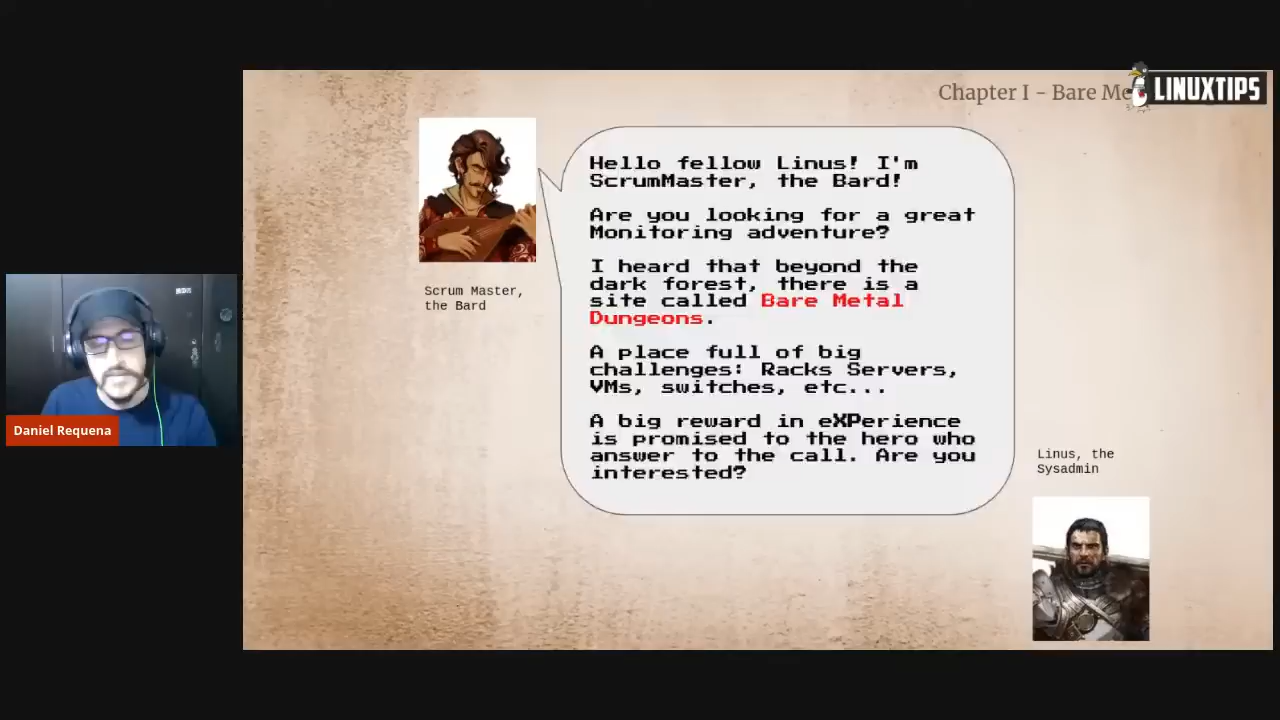 Chapter I - Bare Me
LINUXTIPS
Hello fellow Linus! I'm
ScrumMaster, the Bard!
Are you looking for a great
Monitoring adventure?
I heard that beyond the
dark forest, there is a
site called Bare Metal
Dungeons.
A place full of big
challenges: Racks Servers,
VMs, switches, etc...
A big reward in eXPerience
is promised to the hero who
answer to the call. Are you
interested?
Scrum Master,
the Bard
Daniel Requena
Linus, the
Sysadmin